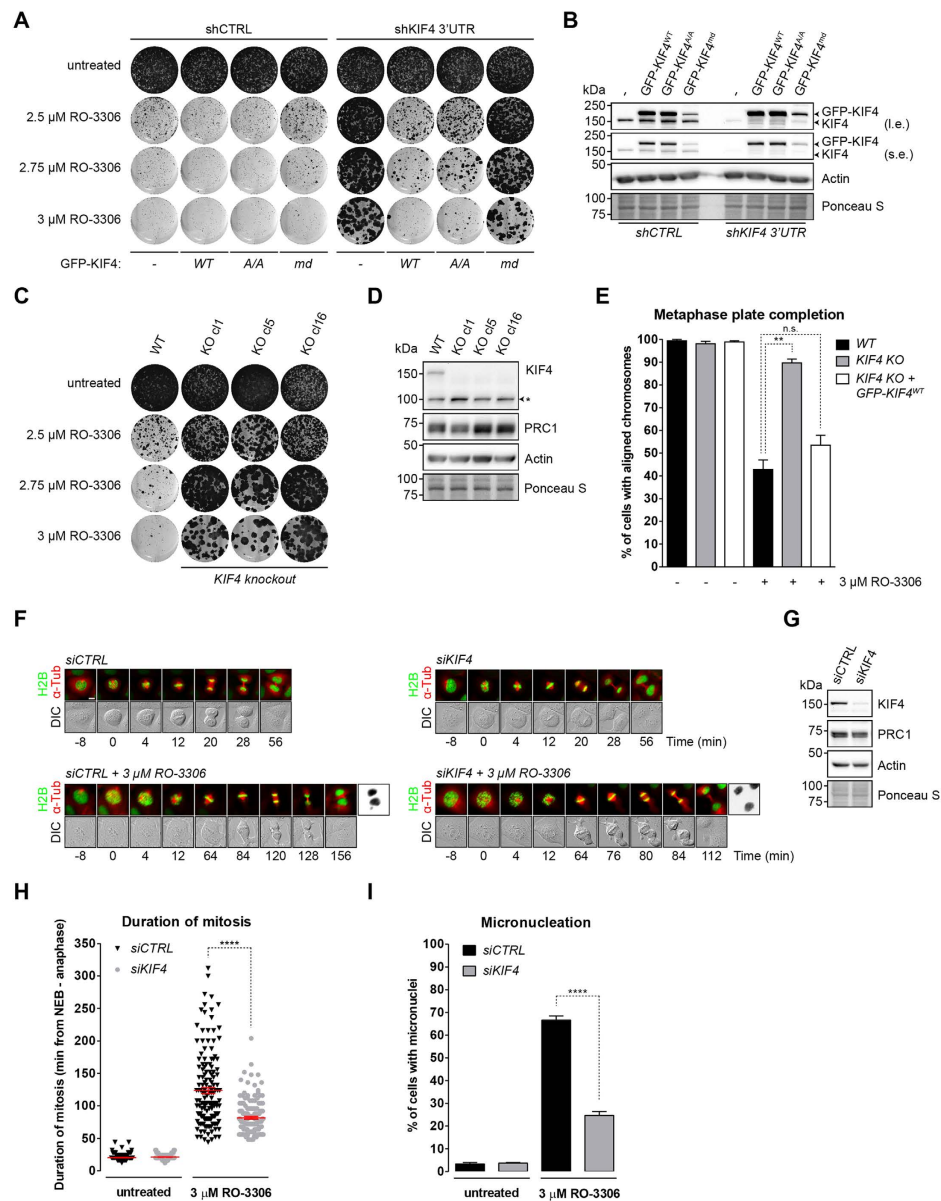 A
shCTRL
shKIF4 3'UTR
untreated
2.5 µM RO-3306
2.75 µM RO-3306
3 µM RO-3306
GFP-KIF4:
- WT A/A md - WT A/A md
B
- GFP-KIF4WT GFP-KIF4A/A GFP-KIF4md - GFP-KIF4WT GFP-KIF4A/A GFP-KIF4md
kDa
250
150
GFP-KIF4
KIF4 (l.e.)
250
150
GFP-KIF4
KIF4 (s.e.)
50
Actin
100
75
Ponceau S
shCTRL shKIF4 3'UTR
C
WT KO cl1 KO cl5 KO cl16
untreated
2.5 µM RO-3306
2.75 µM RO-3306
3 µM RO-3306
KIF4 knockout
D
WT KO cl1 KO cl5 KO cl16
kDa
150
KIF4
100
*
75
PRC1
50
50
Actin
100
75
Ponceau S
E
Metaphase plate completion
n.s.
**
WT
KIF4 KO
KIF4 KO +
GFP-KIF4WT
% of cells with aligned chromosomes
100
90
80
70
60
50
40
30
20
10
0
- - - + + + 3 µM RO-3306
F
siCTRL
H2B
α-Tub
DIC
-8 0 4 12 20 28 56
siKIF4
H2B
α-Tub
DIC
-8 0 4 12 20 28 56 Time (min)
siCTRL + 3 µM RO-3306
H2B
α-Tub
DIC
-8 0 4 12 64 84 120 128 156
siKIF4 + 3 µM RO-3306
H2B
α-Tub
DIC
-8 0 4 12 64 76 80 84 112 Time (min)
G
siCTRL siKIF4
kDa
150
KIF4
75
PRC1
50
50
Actin
100
75
Ponceau S
H
Duration of mitosis
siCTRL
siKIF4
****
Duration of mitosis (min from NEB - anaphase)
350
300
250
200
150
100
50
0
untreated 3 µM RO-3306
I
Micronucleation
siCTRL
siKIF4
****
% of cells with micronuclei
100
90
80
70
60
50
40
30
20
10
0
untreated 3 µM RO-3306